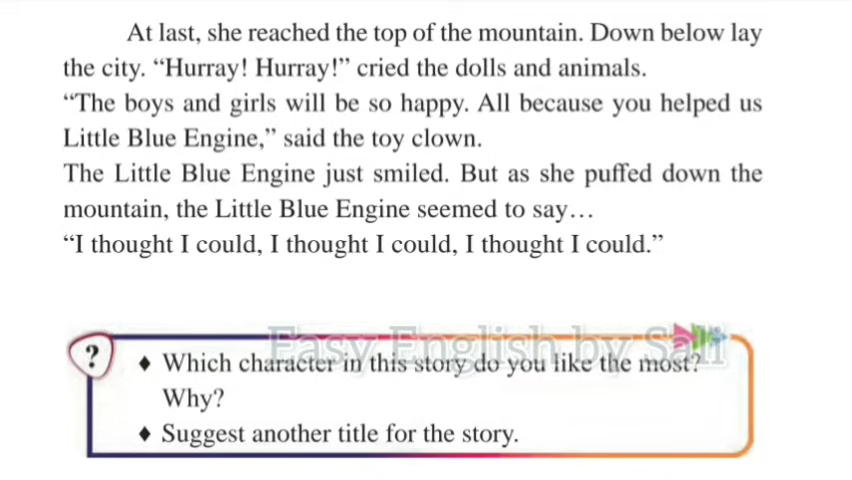 At last, she reached the top of the mountain. Down below lay
the city. “Hurray! Hurray!” cried the dolls and animals.
“The boys and girls will be so happy. All because you helped us
Little Blue Engine,” said the toy clown.
The Little Blue Engine just smiled. But as she puffed down the
mountain, the Little Blue Engine seemed to say…
“I thought I could, I thought I could, I thought I could.”
Easy English by Sali
?
♦ Which character in this story do you like the most?
Why?
♦ Suggest another title for the story.